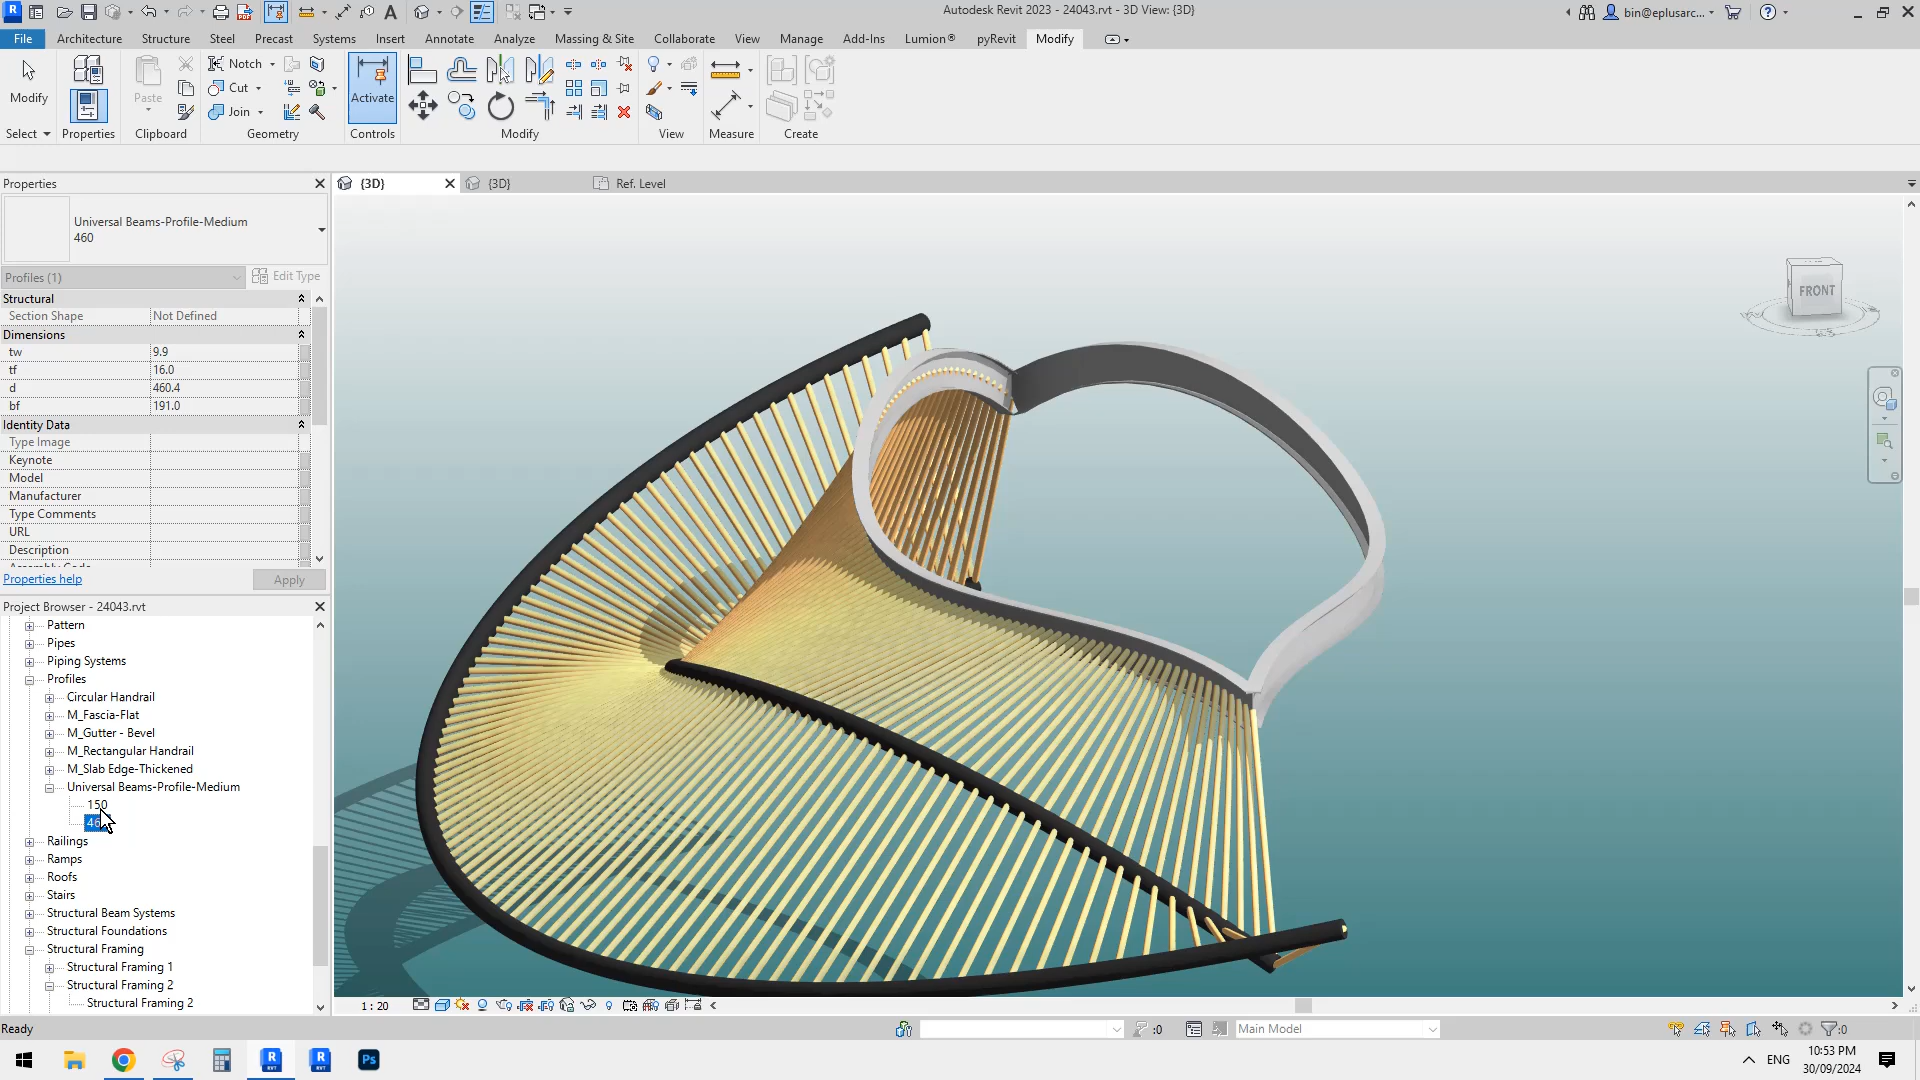 Autodesk Revit 2023 - 24043.rvt - 3D View: {3D}
bin@eplusarc...
File
Architecture
Structure
Steel
Precast
Systems
Insert
Annotate
Analyze
Massing & Site
Collaborate
View
Manage
Add-Ins
Lumion®
pyRevit
Modify
Modify
Properties
Paste
Notch
Cut
Join
Activate
Select
Properties
Clipboard
Geometry
Controls
Modify
View
Measure
Create
Properties
{3D}
{3D}
Ref. Level
Universal Beams-Profile-Medium
460
Profiles (1)
Edit Type
Structural
Section Shape Not Defined
Dimensions
tw 9.9
tf 16.0
d 460.4
bf 191.0
Identity Data
Type Image
Keynote
Model
Manufacturer
Type Comments
URL
Description
Assembly Code
Properties help
Apply
FRONT
Project Browser - 24043.rvt
Pattern
Pipes
Piping Systems
Profiles
Circular Handrail
M_Fascia-Flat
M_Gutter - Bevel
M_Rectangular Handrail
M_Slab Edge-Thickened
Universal Beams-Profile-Medium
150
Railings
Ramps
Roofs
Stairs
Structural Beam Systems
Structural Foundations
Structural Framing
Structural Framing 1
Structural Framing 2
Structural Framing 2
1 : 20
Ready
:0
Main Model
:0
Ps
ENG
10:53 PM
30/09/2024